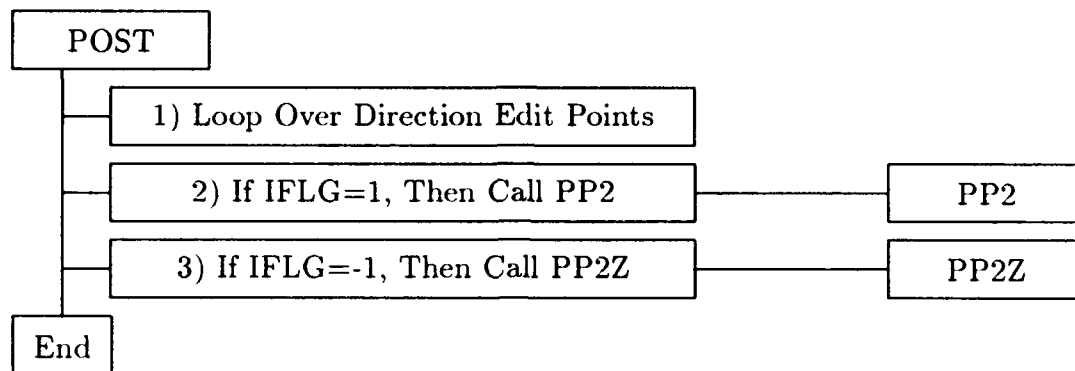 POST
1) Loop Over Direction Edit Points
2) If IFLG=1, Then Call PP2
PP2
3) If IFLG=-1, Then Call PP2Z
PP2Z
End